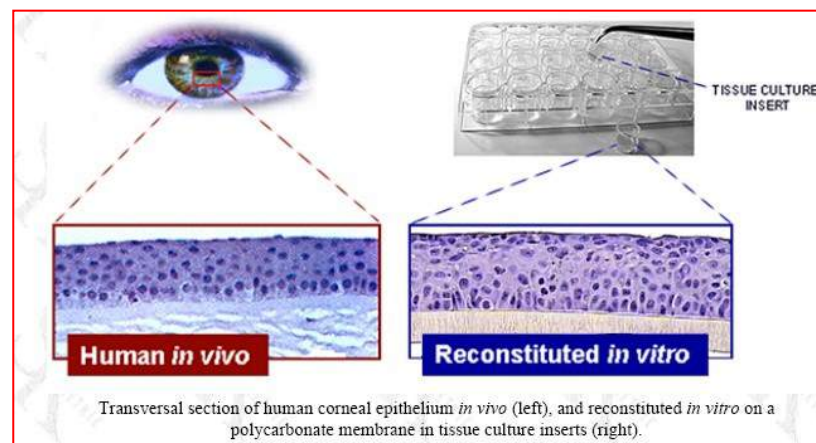 TISSUE CULTURE
INSERT
Human in vivo
Reconstituted in vitro
Transversal section of human corneal epithelium in vivo (left), and reconstituted in vitro on a
polycarbonate membrane in tissue culture inserts (right).